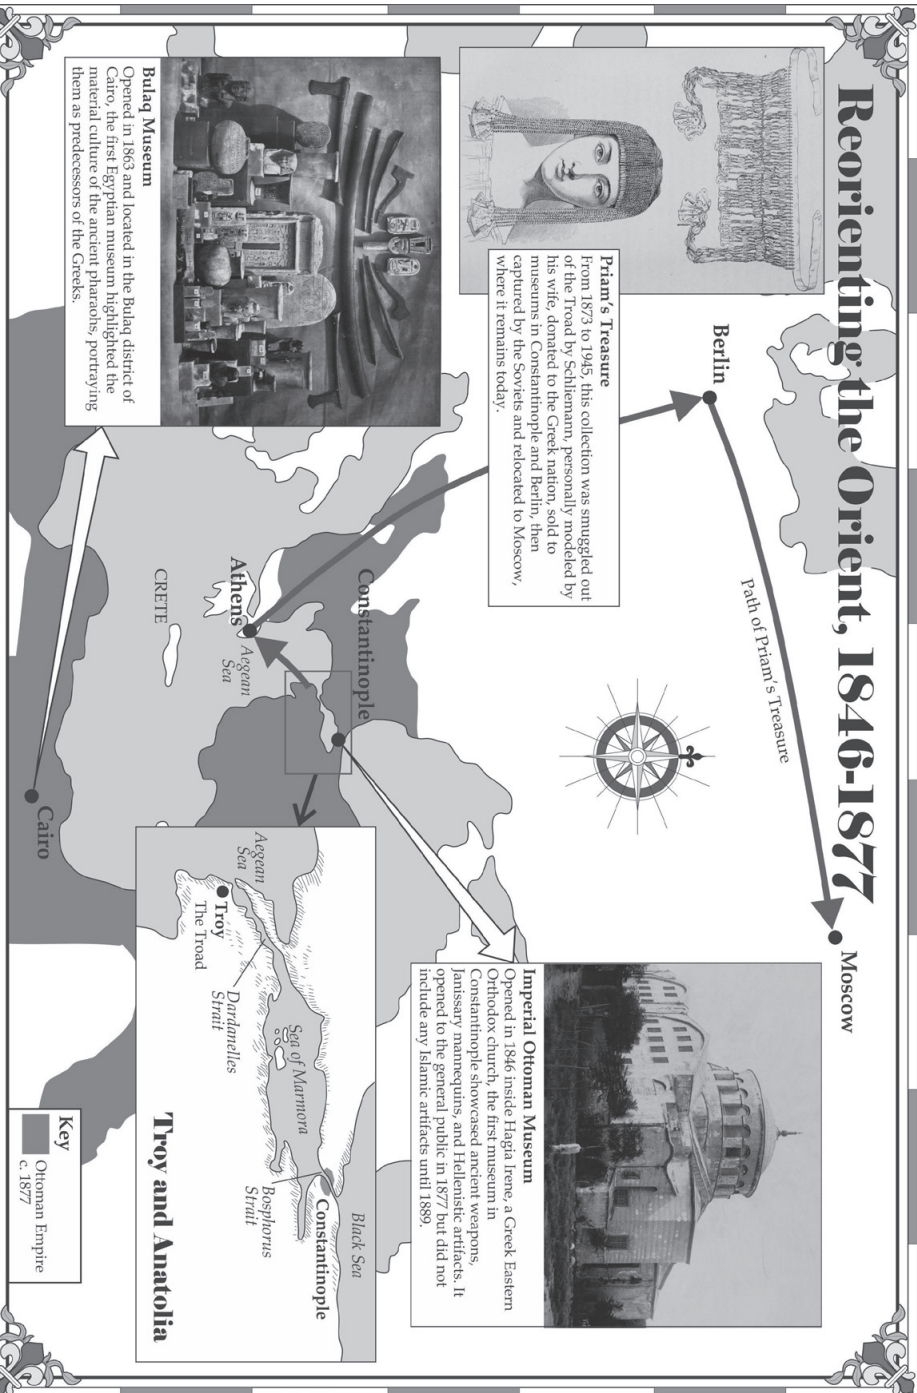 Reorienting the Orient, 1846-1877
Priam's Treasure
From 1873 to 1945, this collection was smuggled out
of the Troad by Schliemann, personally modeled by
his wife, donated to the Greek nation, sold to
museums in Constantinople and Berlin, then
captured by the Soviets and relocated to Moscow,
where it remains today.
Berlin
Path of Priam's Treasure
Moscow
Imperial Ottoman Museum
Opened in 1846 inside Hagia Irene, a Greek Eastern
Orthodox church, the first museum in
Constantinople showcased ancient weapons,
Janissary mannequins, and Hellenistic artifacts. It
opened to the general public in 1877 but did not
include any Islamic artifacts until 1889.
Bulaq Museum
Opened in 1863 and located in the Bulaq district of
Cairo, the first Egyptian museum highlighted the
material culture of the ancient pharaohs, portraying
them as predecessors of the Greeks.
Constantinople
Athens
Aegean
Sea
CRETE
Cairo
Aegean
Sea
Troy
The Troad
Dardanelles
Strait
Sea of Marmora
Bosphorus
Strait
Constantinople
Black Sea
Troy and Anatolia
Key
Ottoman Empire
c. 1877